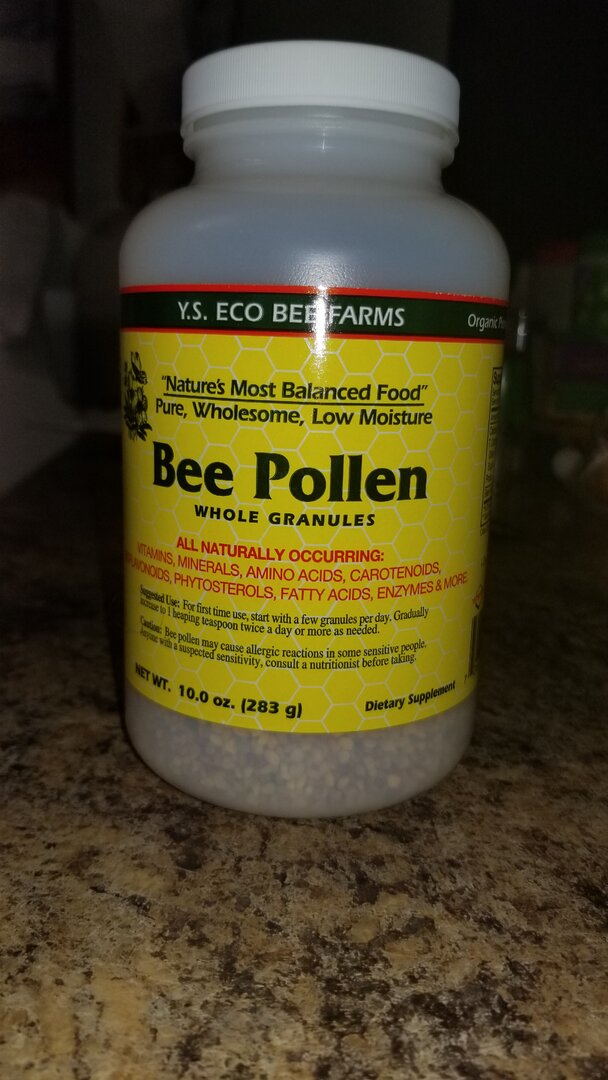 Y.S. ECO BEE FARMS
Organic
"Nature's Most Balanced Food"
Pure, Wholesome, Low Moisture
Bee Pollen
WHOLE GRANULES
ALL NATURALLY OCCURRING:
VITAMINS, MINERALS, AMINO ACIDS, CAROTENOIDS,
FLAVONOIDS, PHYTOSTEROLS, FATTY ACIDS, ENZYMES & MORE
Suggested Use: For first time use, start with a few granules per day. Gradually
increase to 1 heaping teaspoon twice a day or more as needed.
Caution: Bee pollen may cause allergic reactions in some sensitive people.
Anyone with a suspected sensitivity, consult a nutritionist before taking.
NET WT. 10.0 oz. (283 g)
Dietary Supplement